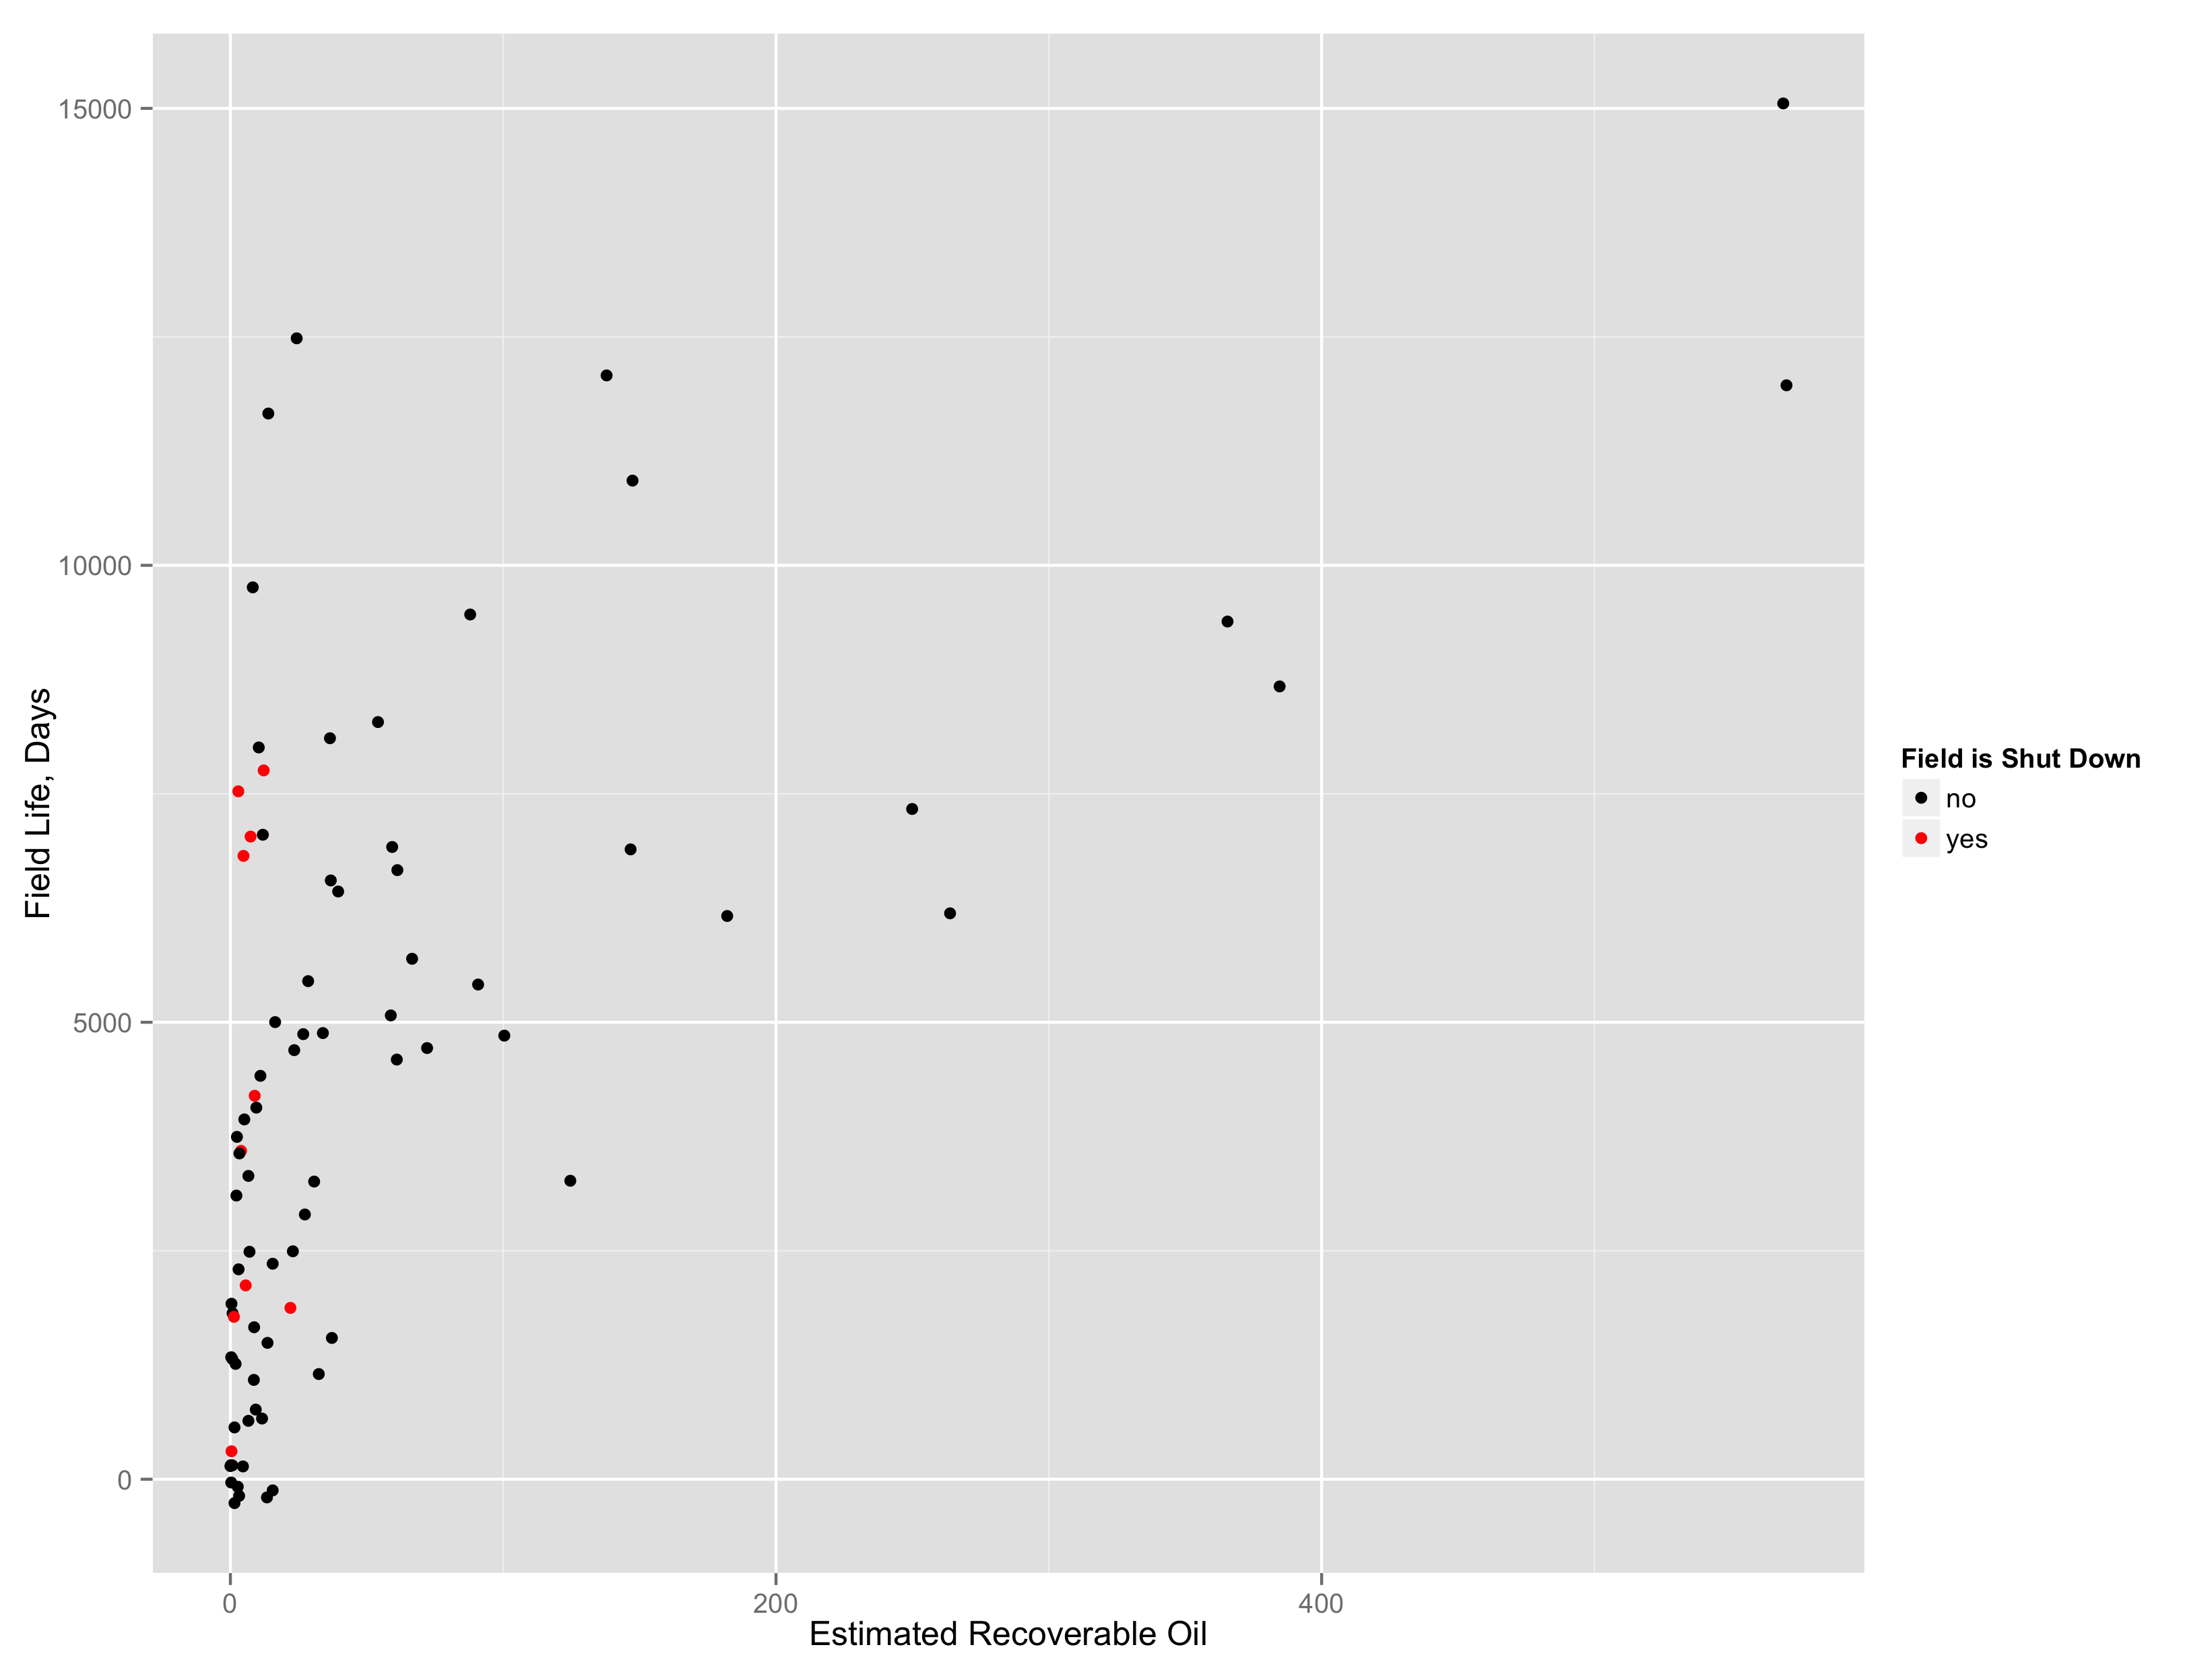 15000
10000
5000
0
Field Life, Days
0
200
400
Estimated Recoverable Oil
Field is Shut Down
no
yes